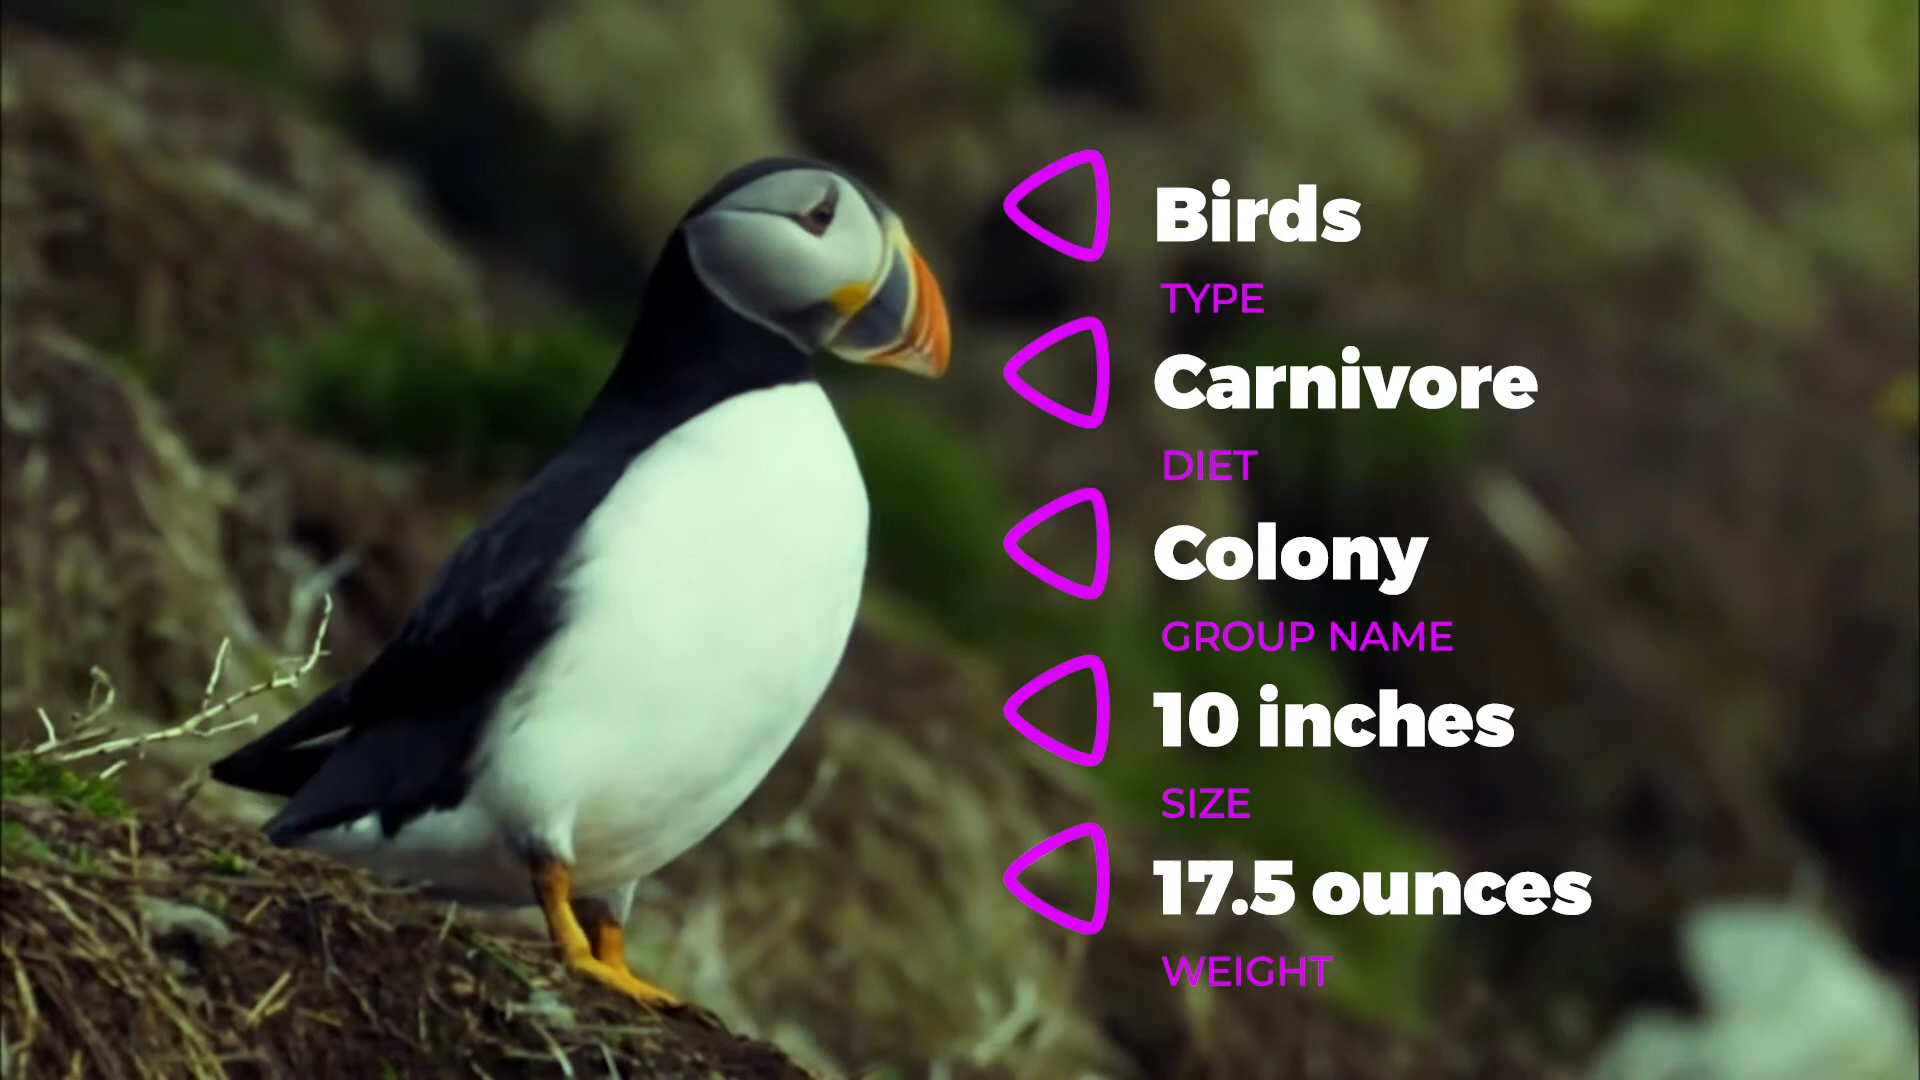 Birds
TYPE
Carnivore
DIET
Colony
GROUP NAME
10 inches
SIZE
17.5 ounces
WEIGHT